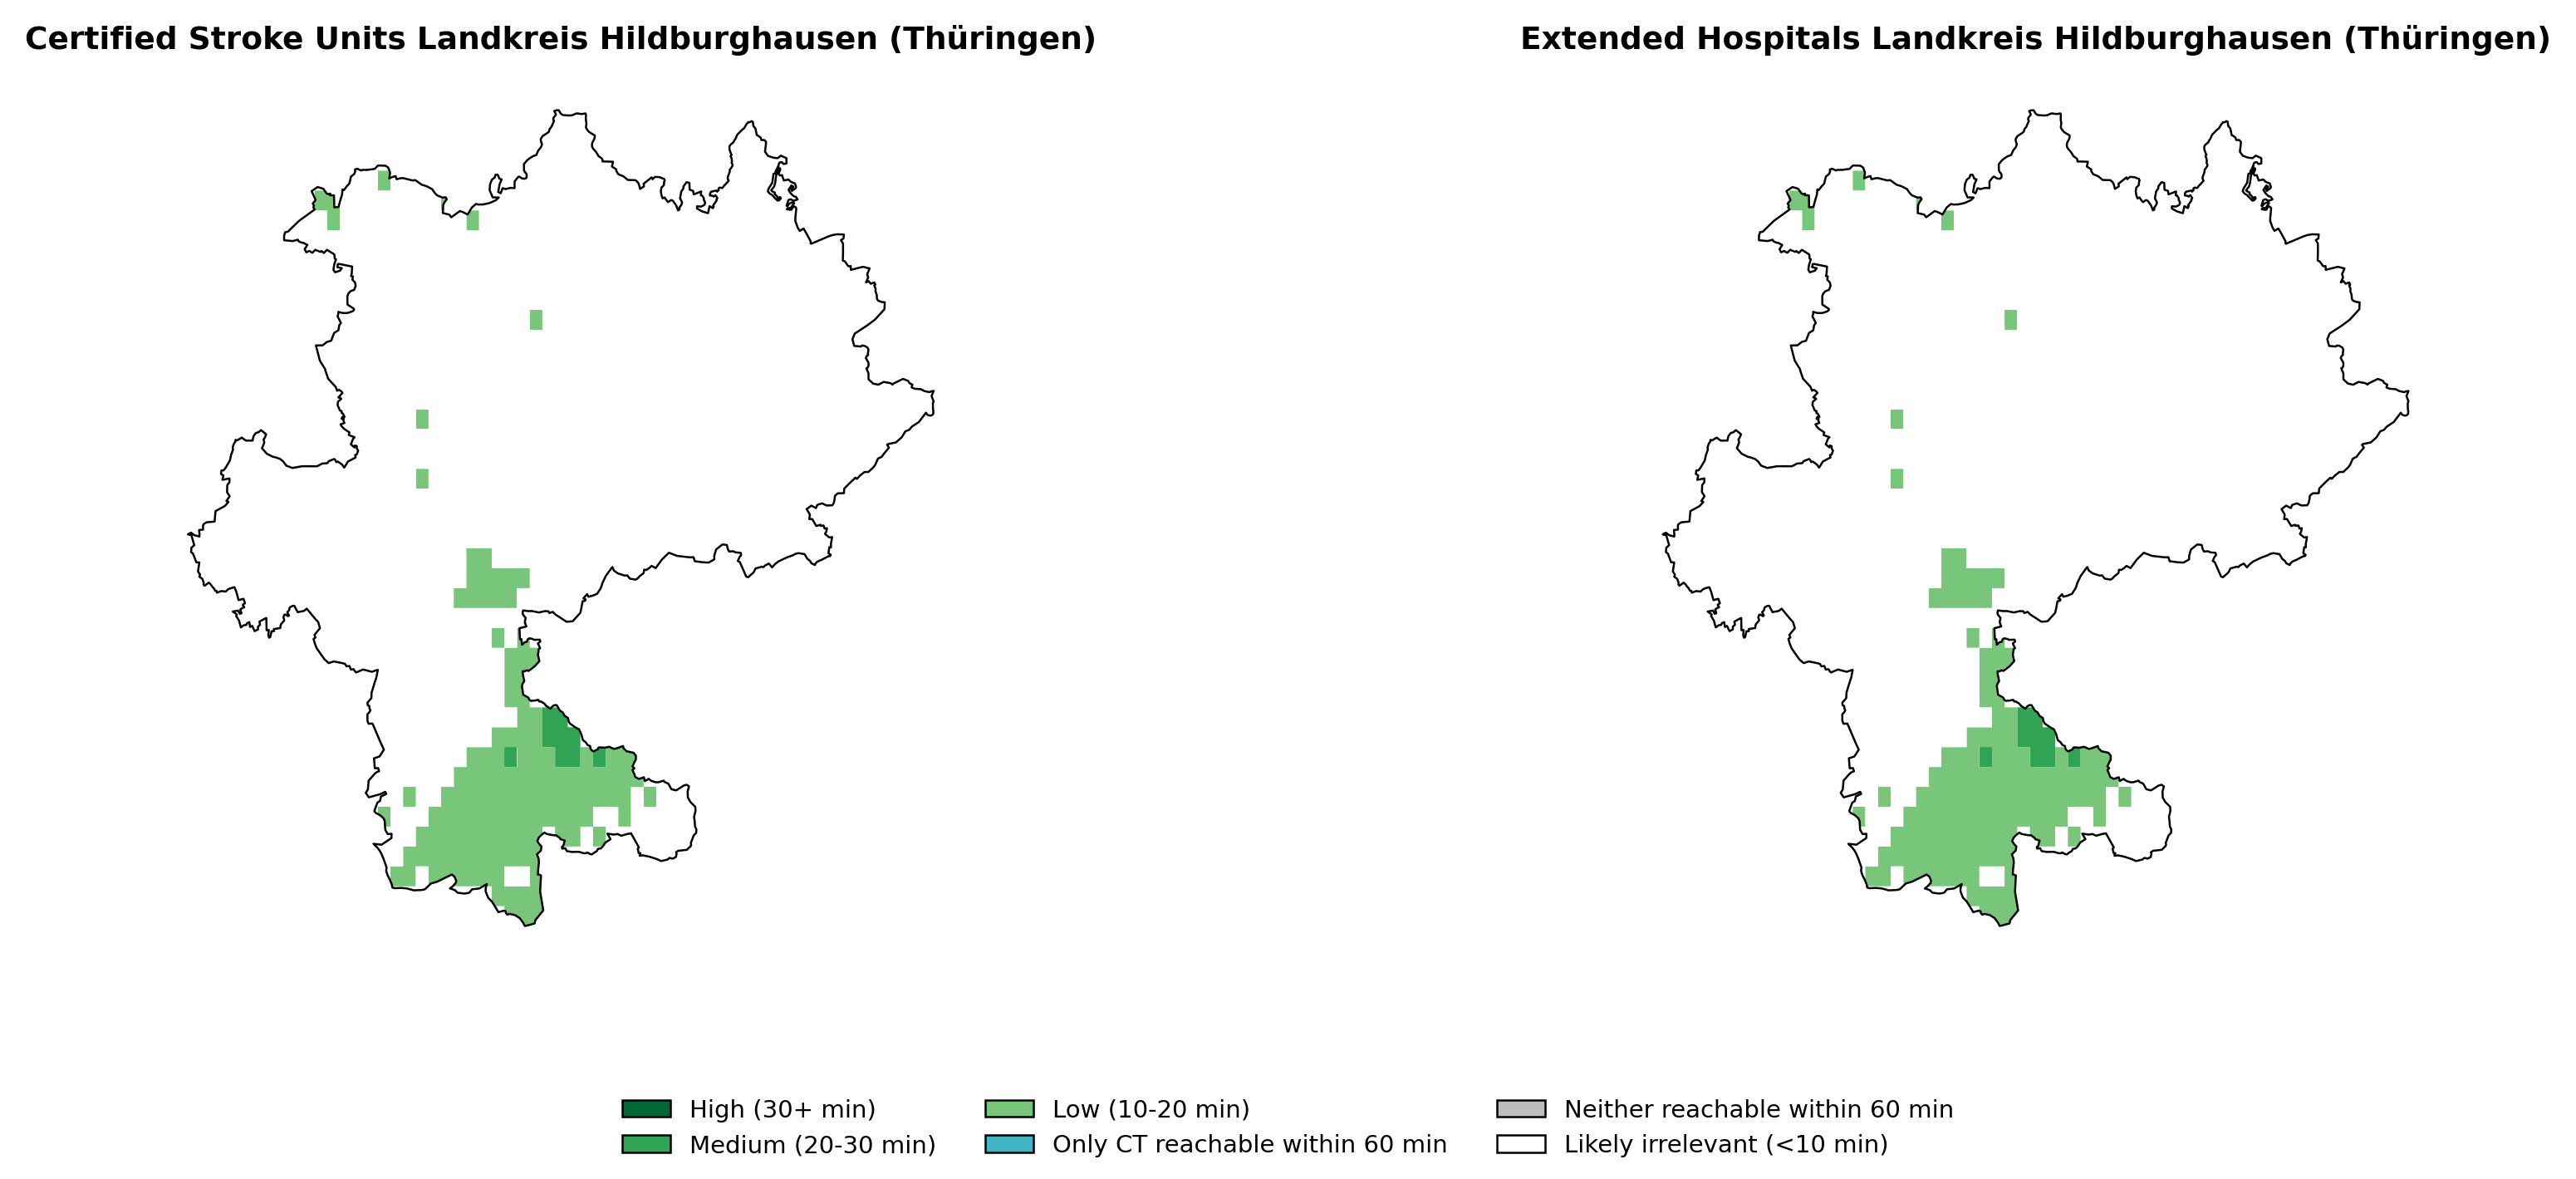 Certified Stroke Units Landkreis Hildburghausen (Thüringen)
Extended Hospitals Landkreis Hildburghausen (Thüringen)
High (30+ min)
Medium (20-30 min)
Low (10-20 min)
Only CT reachable within 60 min
Neither reachable within 60 min
Likely irrelevant (<10 min)